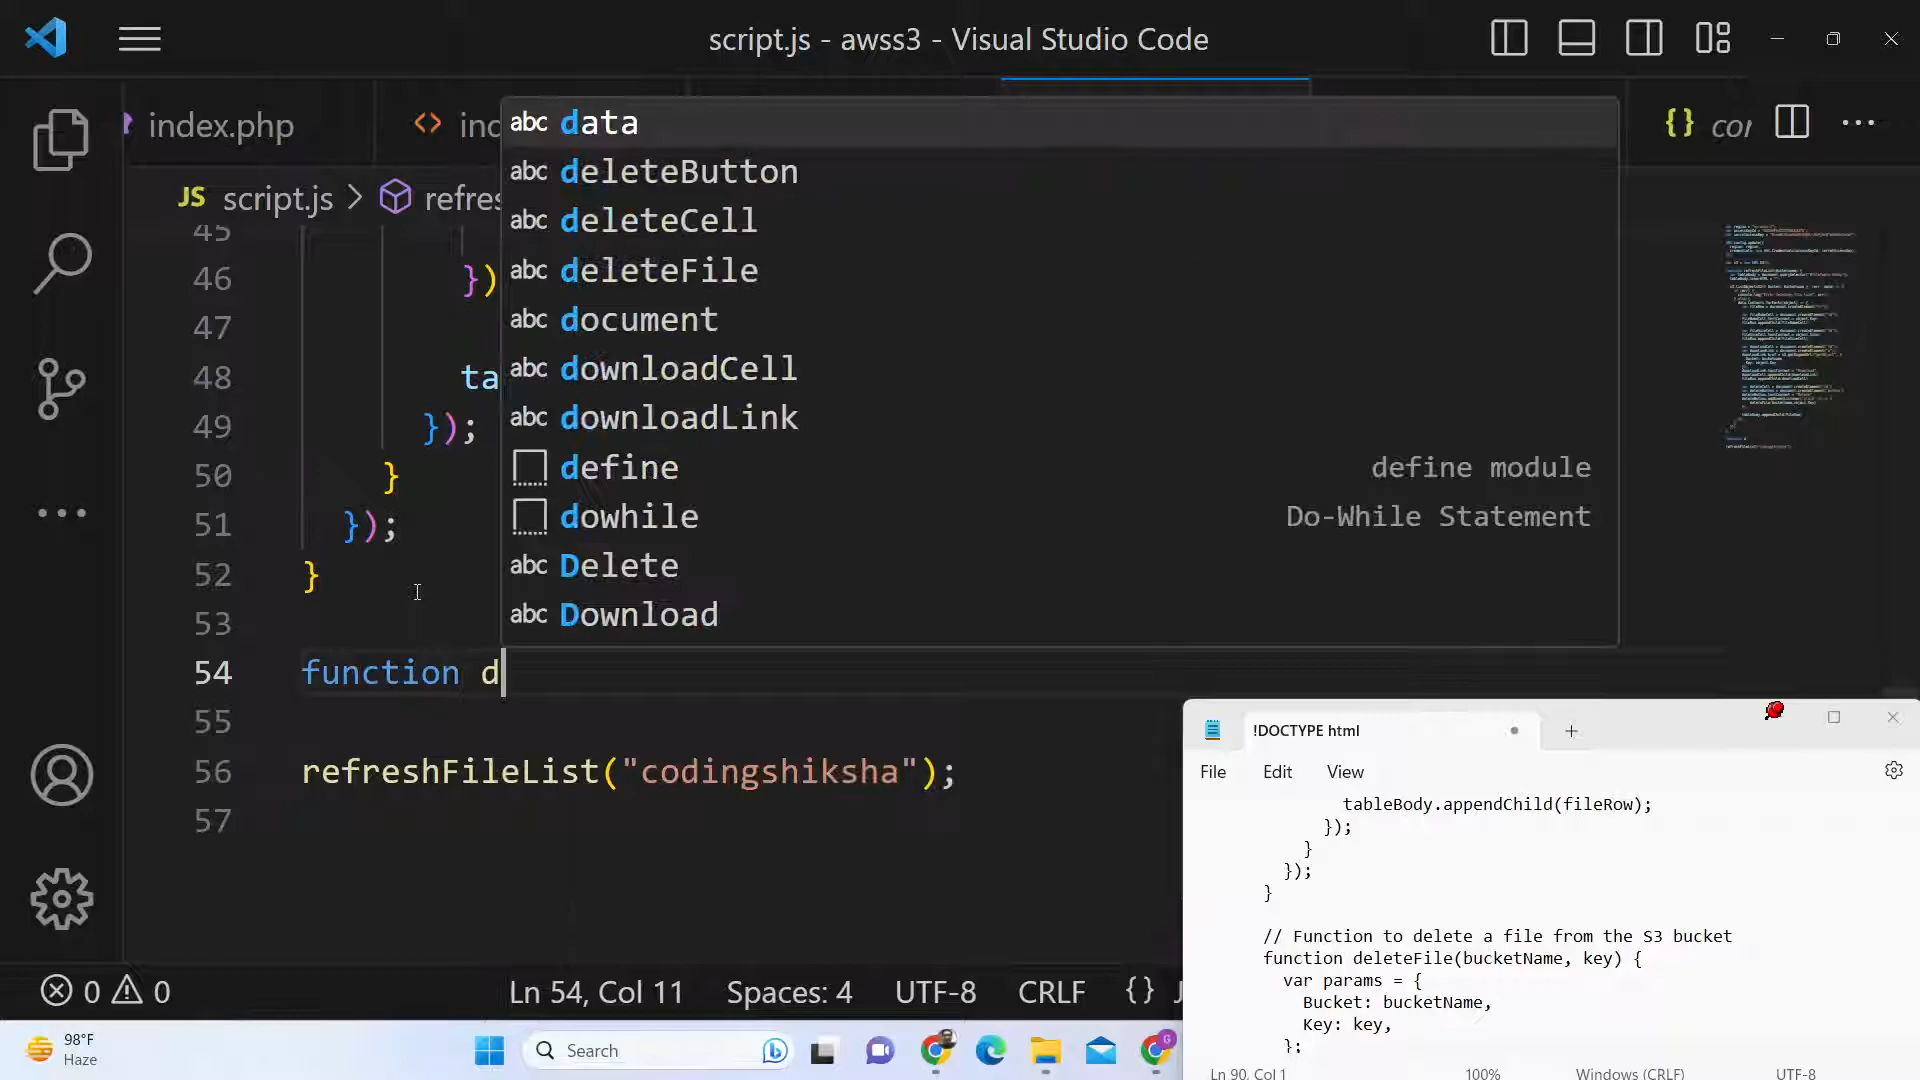 script.js - awss3 - Visual Studio Code
index.php
JS script.js >
45
46 })
47
48 ta
49 });
50 }
51 });
52 }
53
54 function d
55
56 refreshFileList("codingshiksha");
57
abc data
abc deleteButton
abc deleteCell
abc deleteFile
abc document
abc downloadCell
abc downloadLink
define define module
dowhile Do-While Statement
abc Delete
abc Download
0 0
Ln 54, Col 11
Spaces: 4
UTF-8
CRLF
{}
!DOCTYPE html
File Edit View
tableBody.appendChild(fileRow);
});
}
});
}
// Function to delete a file from the S3 bucket
function deleteFile(bucketName, key) {
var params = {
Bucket: bucketName,
Key: key,
};
Ln 90, Col 1 100% Windows (CRLF) UTF-8
98°F
Haze
Search